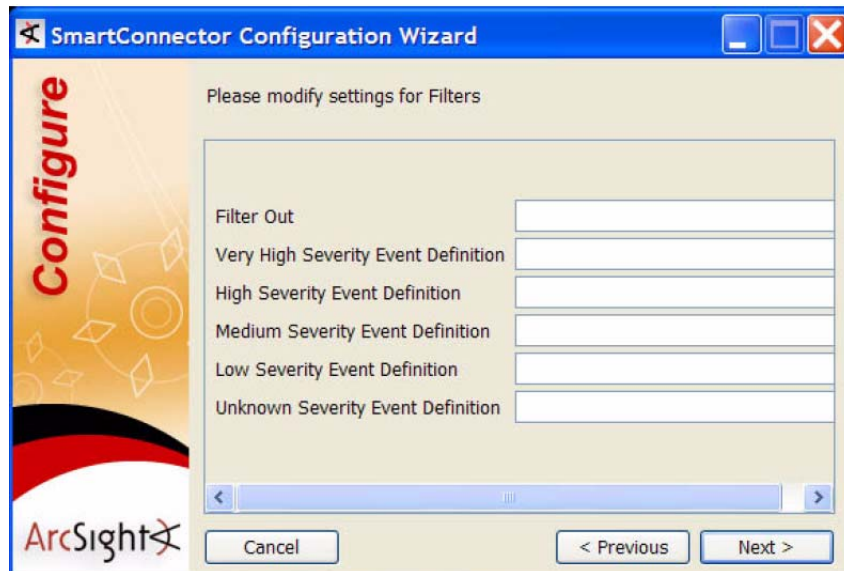 SmartConnector Configuration Wizard
Configure
Please modify settings for Filters
Filter Out
Very High Severity Event Definition
High Severity Event Definition
Medium Severity Event Definition
Low Severity Event Definition
Unknown Severity Event Definition
ArcSight
Cancel
< Previous
Next >